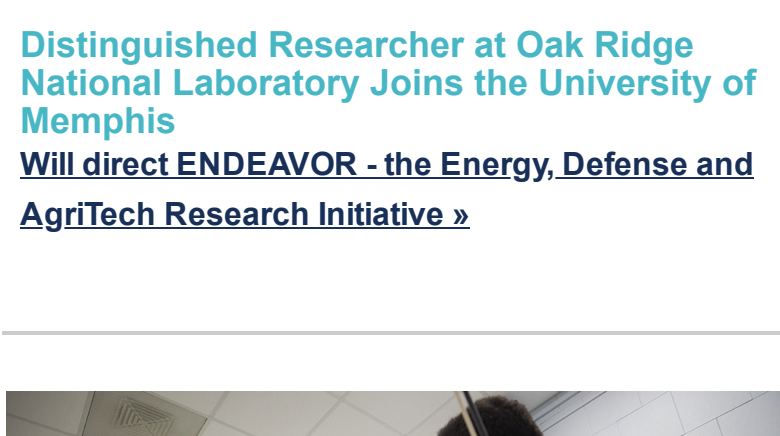 Distinguished Researcher at Oak Ridge
National Laboratory Joins the University of
Memphis
Will direct ENDEAVOR - the Energy, Defense and
AgriTech Research Initiative »